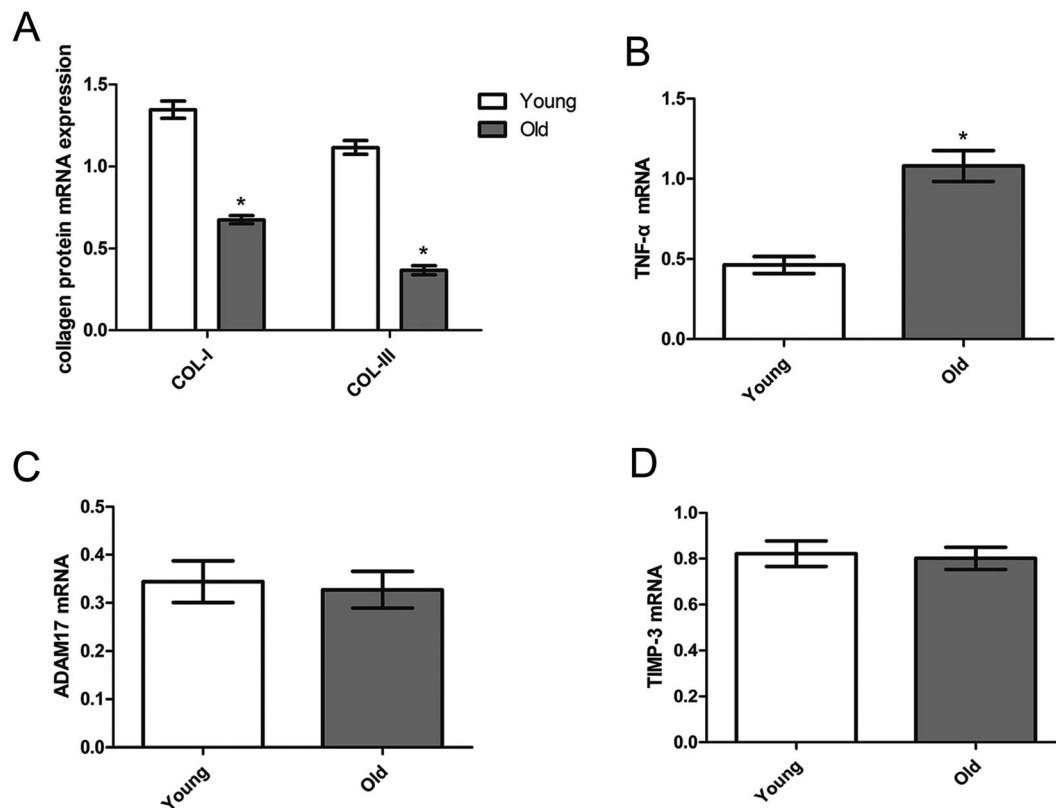 A
collagen protein mRNA expression
1.5
1.0
0.5
0.0
*
*
COL-I
COL-III
Young
Old
B
TNF-α mRNA
1.5
1.0
0.5
0.0
*
Young
Old
C
ADAM17 mRNA
0.5
0.4
0.3
0.2
0.1
0.0
Young
Old
D
TIMP-3 mRNA
1.0
0.8
0.6
0.4
0.2
0.0
Young
Old